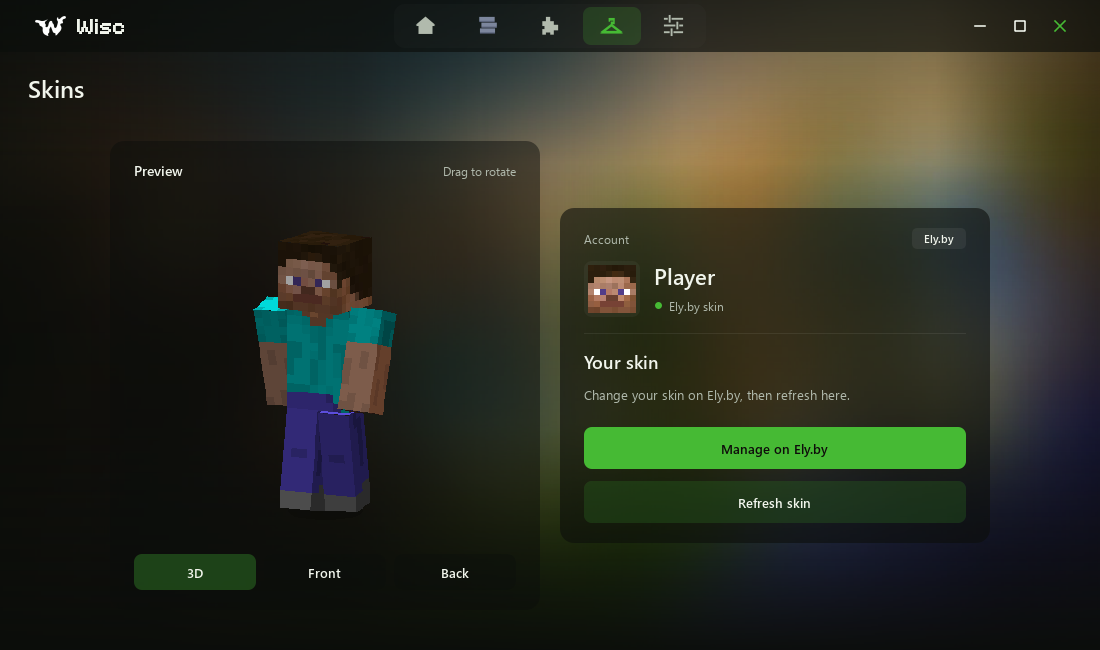 Wiso
Skins
Preview
Drag to rotate
3D
Front
Back
Account
Ely.by
Player
Ely.by skin
Your skin
Change your skin on Ely.by, then refresh here.
Manage on Ely.by
Refresh skin